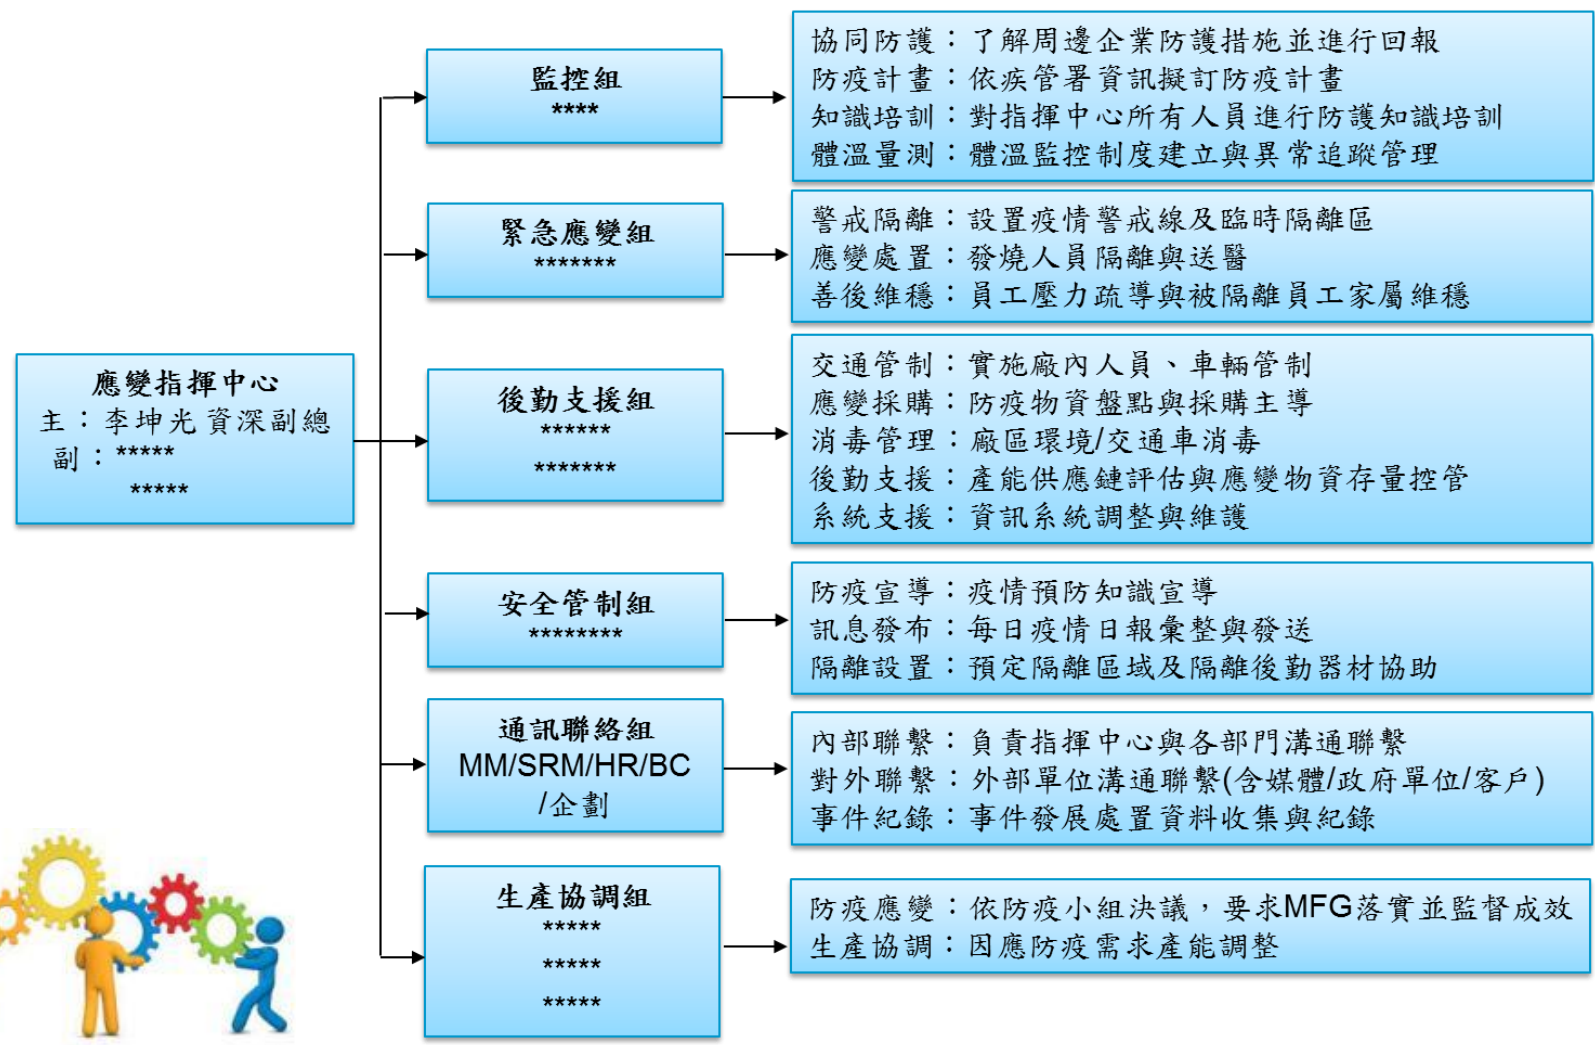 應變指揮中心
主：李坤光 資深副總
副：*****
*****
監控組
****
協同防護：了解周邊企業防護措施並進行回報
防疫計畫：依疾管署資訊擬訂防疫計畫
知識培訓：對指揮中心所有人員進行防護知識培訓
體溫量測：體溫監控制度建立與異常追蹤管理
緊急應變組
*******
警戒隔離：設置疫情警戒線及臨時隔離區
應變處置：發燒人員隔離與送醫
善後維穩：員工壓力疏導與被隔離員工家屬維穩
後勤支援組
******
*******
交通管制：實施廠內人員、車輛管制
應變採購：防疫物資盤點與採購主導
消毒管理：廠區環境/交通車消毒
後勤支援：產能供應鏈評估與應變物資存量控管
系統支援：資訊系統調整與維護
安全管制組
********
防疫宣導：疫情預防知識宣導
訊息發布：每日疫情日報彙整與發送
隔離設置：預定隔離區域及隔離後勤器材協助
通訊聯絡組
MM/SRM/HR/BC
/企劃
內部聯繫：負責指揮中心與各部門溝通聯繫
對外聯繫：外部單位溝通聯繫(含媒體/政府單位/客戶)
事件紀錄：事件發展處置資料收集與紀錄
生產協調組
*****
*****
*****
防疫應變：依防疫小組決議，要求MFG落實並監督成效
生產協調：因應防疫需求產能調整